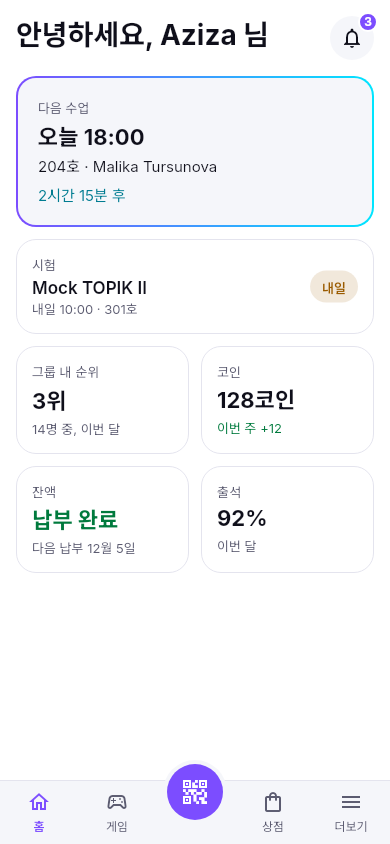 안녕하세요, Aziza 님
3
다음 수업
오늘 18:00
204호 · Malika Tursunova
2시간 15분 후
시험
Mock TOPIK II
내일 10:00 · 301호
내일
그룹 내 순위
3위
14명 중, 이번 달
코인
128코인
이번 주 +12
잔액
납부 완료
다음 납부 12월 5일
출석
92%
이번 달
홈
게임
상점
더보기